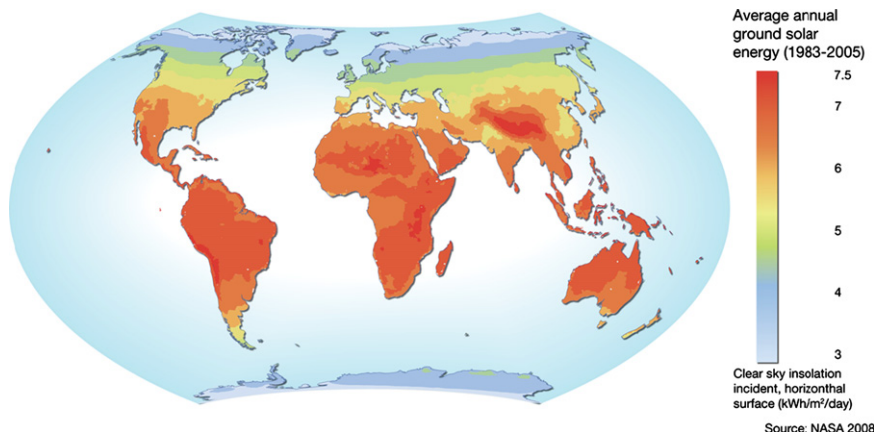 Average annual
ground solar
energy (1983-2005)
7.5
7
6
5
4
3
Clear sky insolation
incident, horizonthal
surface (kWh/m²/day)
Source: NASA 2008